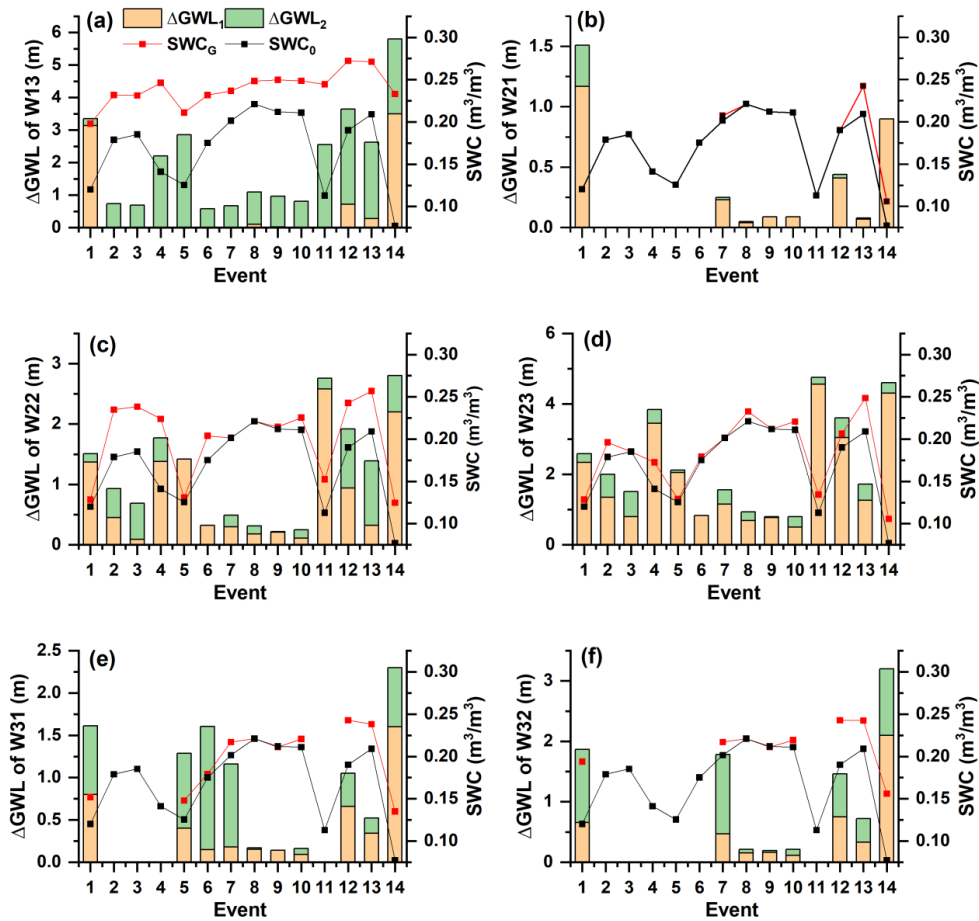 (a) ΔGWL₁ ΔGWL₂
SWC_G SWC₀
ΔGWL of W13 (m)
6
5
4
3
2
1
0
0.30
0.25
0.20
0.15
0.10
SWC (m³/m³)
1 2 3 4 5 6 7 8 9 10 11 12 13 14
Event
(b)
ΔGWL of W21 (m)
1.5
1.0
0.5
0.0
0.30
0.25
0.20
0.15
0.10
SWC (m³/m³)
1 2 3 4 5 6 7 8 9 10 11 12 13 14
Event
(c)
ΔGWL of W22 (m)
3
2
1
0
0.30
0.25
0.20
0.15
0.10
SWC (m³/m³)
1 2 3 4 5 6 7 8 9 10 11 12 13 14
Event
(d)
ΔGWL of W23 (m)
6
4
2
0
0.30
0.25
0.20
0.15
0.10
SWC (m³/m³)
1 2 3 4 5 6 7 8 9 10 11 12 13 14
Event
(e)
ΔGWL of W31 (m)
2.5
2.0
1.5
1.0
0.5
0.0
0.30
0.25
0.20
0.15
0.10
SWC (m³/m³)
1 2 3 4 5 6 7 8 9 10 11 12 13 14
Event
(f)
ΔGWL of W32 (m)
3
2
1
0
0.30
0.25
0.20
0.15
0.10
SWC (m³/m³)
1 2 3 4 5 6 7 8 9 10 11 12 13 14
Event